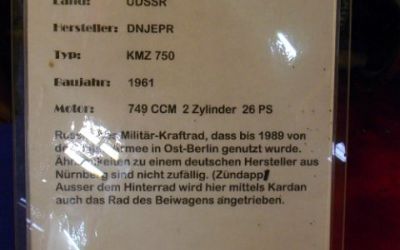 Land: UDSSR
Hersteller: DNJEPR
Typ: KMZ 750
Baujahr: 1961
Motor: 749 CCM 2 Zylinder 26 PS
Militär-Kraftrad, dass bis 1989 von
Armee in Ost-Berlin genutzt wurde.
zu einem deutschen Hersteller aus
Nürnberg sind nicht zufällig. (Zündapp)
Ausser dem Hinterrad wird hier mittels Kardan
auch das Rad des Beiwagens angetrieben.